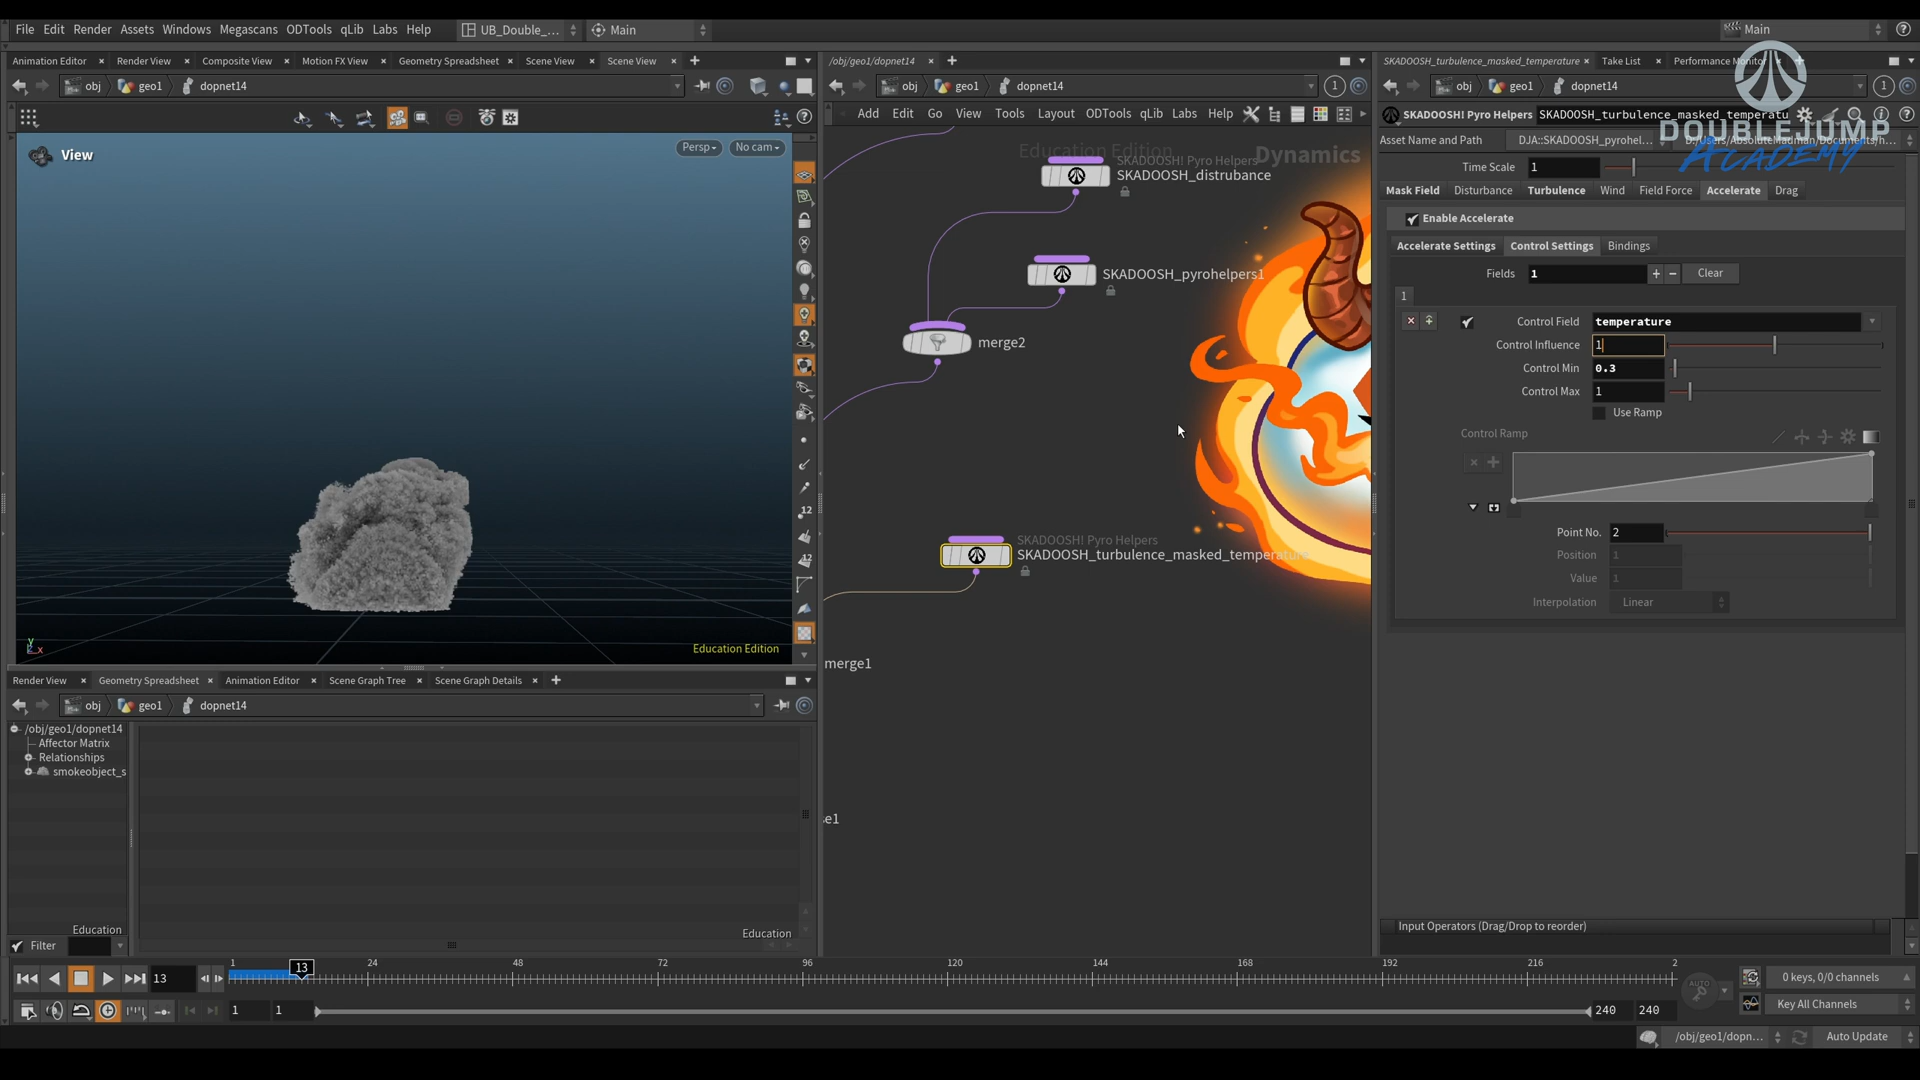 File Edit Render Assets Windows Megascans ODTools qLib Labs Help UB_Double_... Main Main
Animation Editor Render View Composite View Motion FX View Geometry Spreadsheet Scene View Scene View
obj geo1 dopnet14
View Persp No cam
Education Edition
Render View Geometry Spreadsheet Animation Editor Scene Graph Tree Scene Graph Details
obj geo1 dopnet14
/obj/geo1/dopnet14
Affector Matrix
Relationships
smokeobject_s
Education
Education
Filter
/obj/geo1/dopnet14
obj geo1 dopnet14 1
Add Edit Go View Tools Layout ODTools qLib Labs Help
Education Edition Dynamics
SKADOOSH! Pyro Helpers
SKADOOSH_distrubance
SKADOOSH_pyrohelpers1
merge2
SKADOOSH! Pyro Helpers
SKADOOSH_turbulence_masked_temperature
merge1
se1
SKADOOSH_turbulence_masked_temperature Take List Performance Monitor
obj geo1 dopnet14 1
SKADOOSH! Pyro Helpers SKADOOSH_turbulence_masked_temperatu
DOUBLEJUMP
ACADEMY
Asset Name and Path DJA::SKADOOSH_pyrohel... D:/Users/AbsoluteMadman/Documents/h...
Time Scale 1
Mask Field Disturbance Turbulence Wind Field Force Accelerate Drag
Enable Accelerate
Accelerate Settings Control Settings Bindings
Fields 1 + - Clear
1
Control Field temperature
Control Influence 1
Control Min 0.3
Control Max 1
Use Ramp
Control Ramp
Point No. 2
Position 1
Value 1
Interpolation Linear
Input Operators (Drag/Drop to reorder)
13 1 13 24 48 72 96 120 144 168 192 216 2
AUTO 0 keys, 0/0 channels
1 1 240 240 Key All Channels
/obj/geo1/dopn... Auto Update